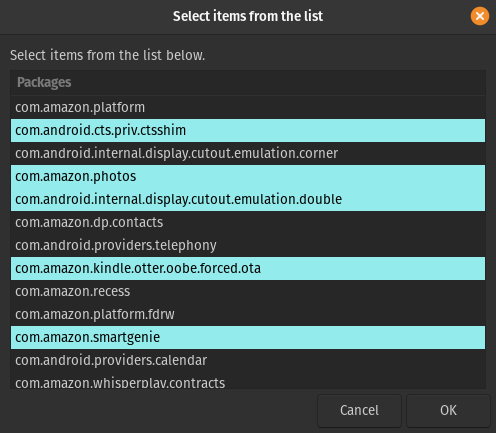 Select items from the list
Select items from the list below.
Packages
com.amazon.platform
com.android.cts.priv.ctsshim
com.android.internal.display.cutout.emulation.corner
com.amazon.photos
com.android.internal.display.cutout.emulation.double
com.amazon.dp.contacts
com.android.providers.telephony
com.amazon.kindle.otter.oobe.forced.ota
com.amazon.recess
com.amazon.platform.fdrw
com.amazon.smartgenie
com.android.providers.calendar
com.amazon.whisperplay.contracts
Cancel
OK